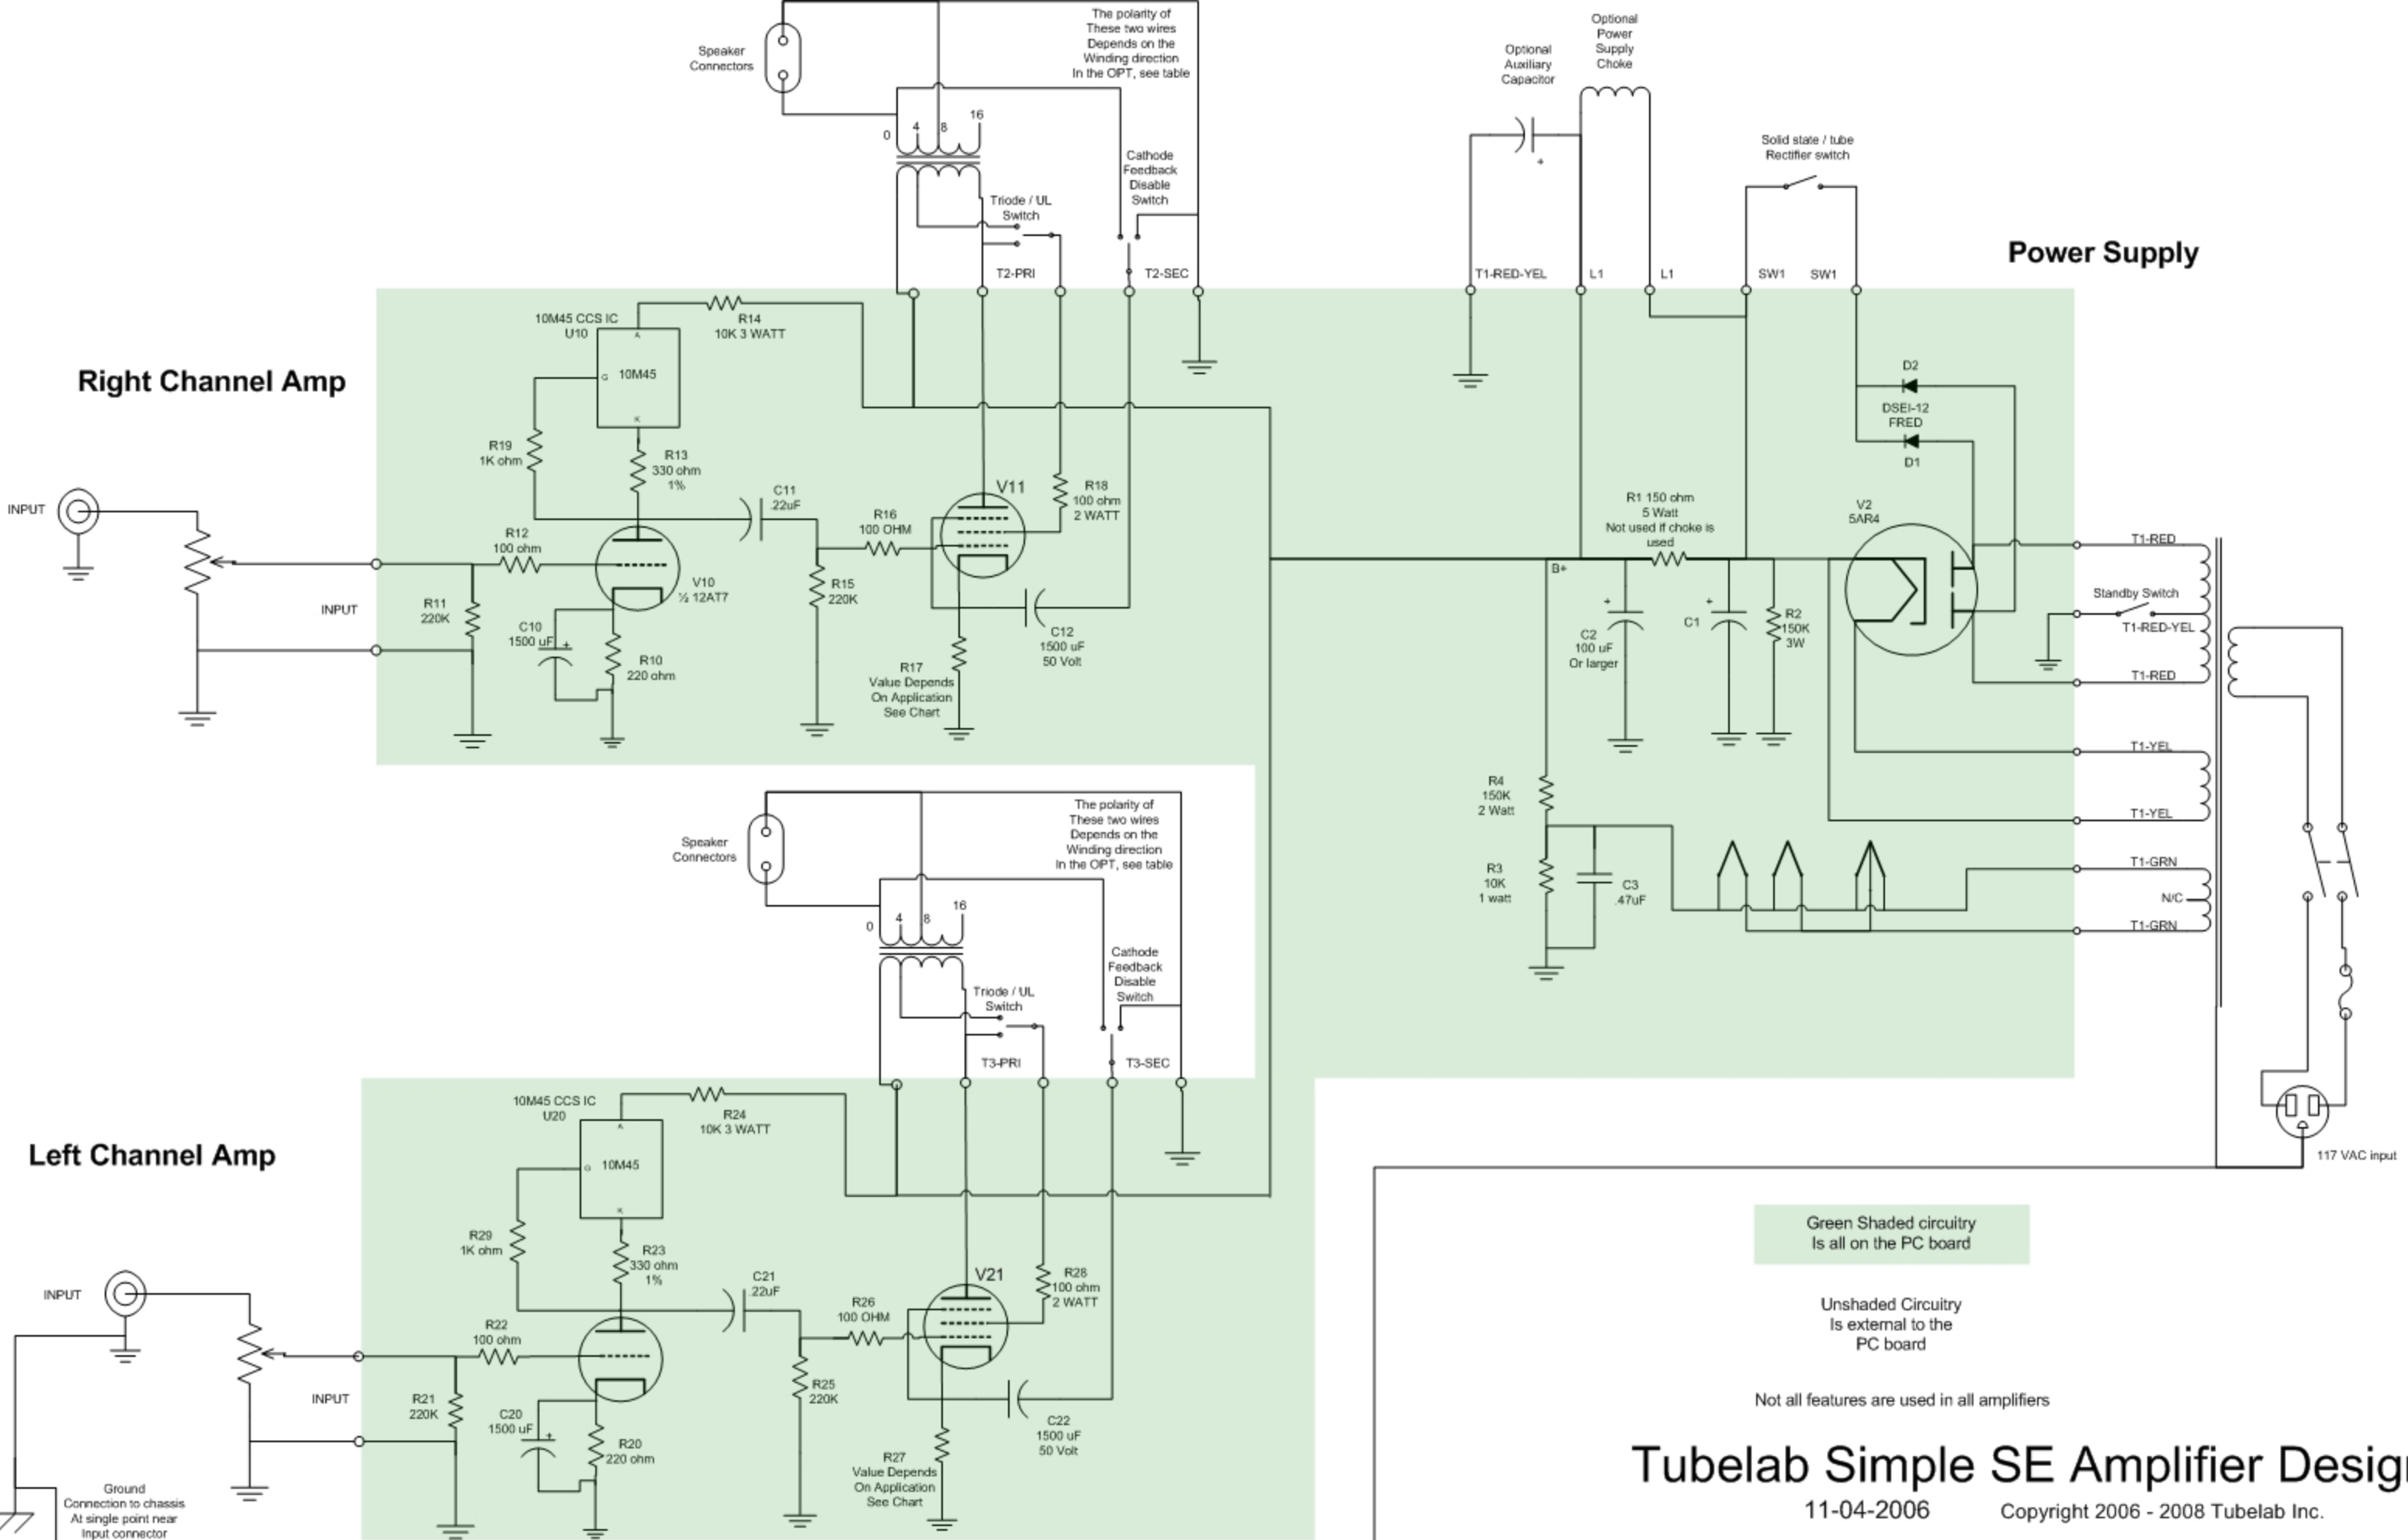 Speaker
Connectors
The polarity of
These two wires
Depends on the
Winding direction
In the OPT, see table
0
4
8
16
Cathode
Feedback
Disable
Switch
Triode / UL
Switch
T2-PRI
T2-SEC
Optional
Auxiliary
Capacitor
+
Optional
Power
Supply
Choke
Solid state / tube
Rectifier switch
T1-RED-YEL
L1
L1
SW1
SW1
Power Supply
Right Channel Amp
10M45 CCS IC
U10
A
G
10M45
K
R14
10K 3 WATT
R19
1K ohm
R13
330 ohm
1%
C11
.22uF
INPUT
R12
100 ohm
INPUT
R11
220K
V10
½ 12AT7
C10
1500 uF
+
R10
220 ohm
R15
220K
R16
100 OHM
V11
R18
100 ohm
2 WATT
C12
1500 uF
50 Volt
R17
Value Depends
On Application
See Chart
D2
DSEI-12
FRED
D1
R1 150 ohm
5 Watt
Not used if choke is
used
V2
5AR4
B+
+
C2
100 uF
Or larger
+
C1
R2
150K
3W
T1-RED
Standby Switch
T1-RED-YEL
T1-RED
T1-YEL
T1-YEL
T1-GRN
N/C
T1-GRN
R4
150K
2 Watt
R3
10K
1 watt
C3
.47uF
117 VAC input
Speaker
Connectors
The polarity of
These two wires
Depends on the
Winding direction
In the OPT, see table
0
4
8
16
Cathode
Feedback
Disable
Switch
Triode / UL
Switch
T3-PRI
T3-SEC
Left Channel Amp
10M45 CCS IC
U20
A
G
10M45
K
R24
10K 3 WATT
R29
1K ohm
R23
330 ohm
1%
C21
.22uF
INPUT
R22
100 ohm
INPUT
R21
220K
C20
1500 uF
+
R20
220 ohm
R25
220K
R26
100 OHM
V21
R28
100 ohm
2 WATT
C22
1500 uF
50 Volt
R27
Value Depends
On Application
See Chart
Ground
Connection to chassis
At single point near
Input connector
Green Shaded circuitry
Is all on the PC board
Unshaded Circuitry
Is external to the
PC board
Not all features are used in all amplifiers
Tubelab Simple SE Amplifier Desig
11-04-2006
Copyright 2006 - 2008 Tubelab Inc.